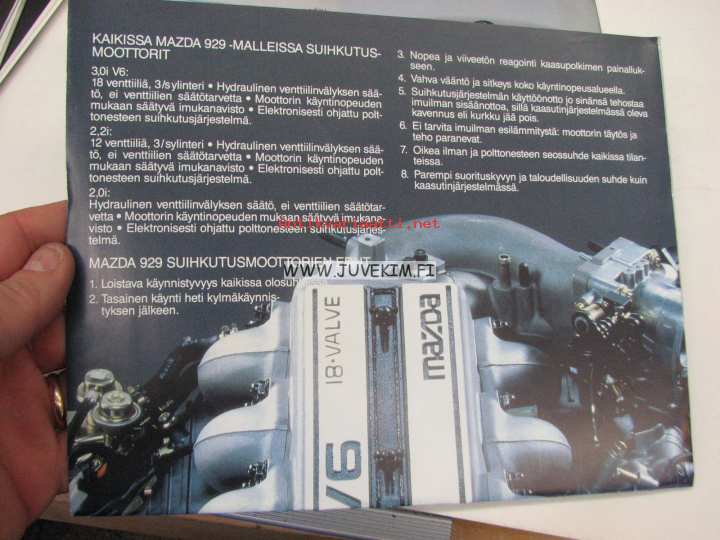 KAIKISSA MAZDA 929 -MALLEISSA SUIHKUTUS-
MOOTTORIT
3,0i V6:
18 venttiiliä, 3/sylinteri • Hydraulinen venttiilinvälyksen sää-
tö, ei venttiilien säätötarvetta • Moottorin käyntinopeuden
mukaan säätyvä imukanavisto • Elektronisesti ohjattu polt-
tonesteen suihkutusjärjestelmä.
2,2i:
12 venttiiliä, 3/sylinteri • Hydraulinen venttiilinvälyksen sää-
tö, ei venttiilien säätötarvetta • Moottorin käyntinopeuden
mukaan säätyvä imukanavisto • Elektronisesti ohjattu polt-
tonesteen suihkutusjärjestelmä.
2,0i:
Hydraulinen venttiilinvälyksen säätö, ei venttiilien säätötar-
vetta • Moottorin käyntinopeuden mukaan säätyvä imukana-
visto • Elektronisesti ohjattu polttonesteen suihkutusjärjes-
telmä.
MAZDA 929 SUIHKUTUSMOOTTORIEN EDUT
1. Loistava käynnistyvyys kaikissa olosuhteissa.
2. Tasainen käynti heti kylmäkäynnis-
tyksen jälkeen.
3. Nopea ja viiveetön reagointi kaasupolkimen painalluk-
seen.
4. Vahva vääntö ja sitkeys koko käyntinopeusalueella.
5. Suihkutusjärjestelmän käyttöönotto jo sinänsä tehostaa
imuilman sisäänottoa, sillä kaasutinjärjestelmässä oleva
kavennus eli kurkku jää pois.
6. Ei tarvita imuilman esilämmitystä: moottorin täytös ja
teho paranevat.
7. Oikea ilman ja polttonesteen seossuhde kaikissa tilan-
teissa.
8. Parempi suorituskyvyn ja taloudellisuuden suhde kuin
kaasutinjärjestelmässä.
WWW.JUVEKIM.FI
18-VALVE
mazda
V6